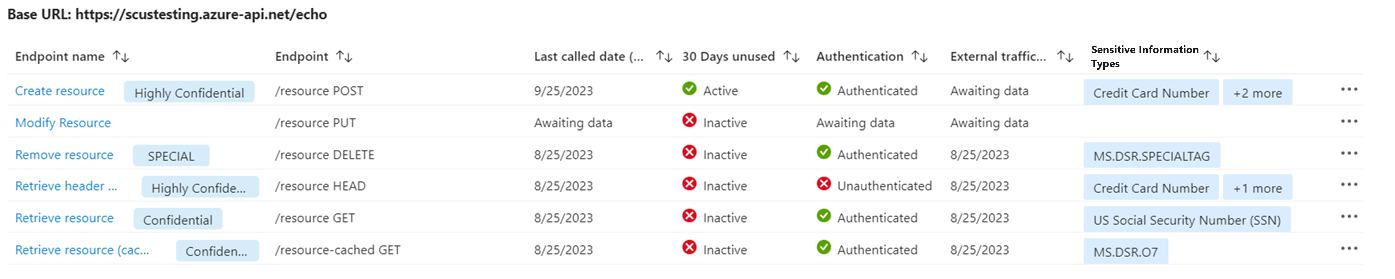 Base URL: https://scustesting.azure-api.net/echo
Endpoint name Endpoint Last called date (... 30 Days unused Authentication External traffic... Sensitive Information Types
Create resource Highly Confidential /resource POST 9/25/2023 Active Authenticated Awaiting data Credit Card Number +2 more ...
Modify Resource /resource PUT Awaiting data Inactive Awaiting data Awaiting data ...
Remove resource SPECIAL /resource DELETE 8/25/2023 Inactive Authenticated 8/25/2023 MS.DSR.SPECIALTAG ...
Retrieve header ... Highly Confide... /resource HEAD 8/25/2023 Inactive Unauthenticated 8/25/2023 Credit Card Number +1 more ...
Retrieve resource Confidential /resource GET 8/25/2023 Inactive Authenticated 8/25/2023 US Social Security Number (SSN) ...
Retrieve resource (cac... Confiden... /resource-cached GET 8/25/2023 Inactive Authenticated 8/25/2023 MS.DSR.O7 ...